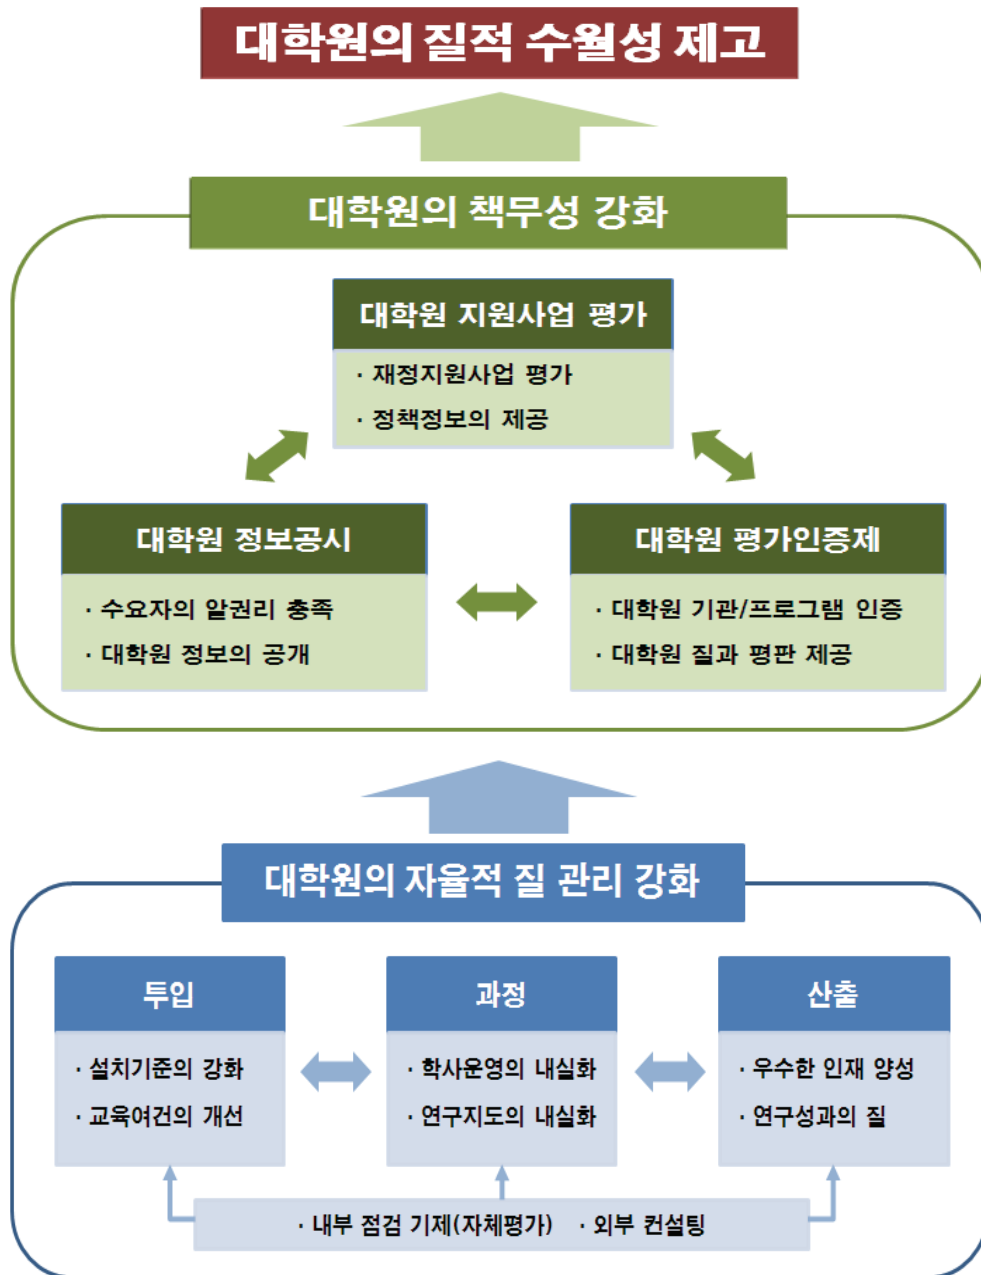 대학원의 질적 수월성 제고
대학원의 책무성 강화
대학원 지원사업 평가
· 재정지원사업 평가
· 정책정보의 제공
대학원 정보공시
· 수요자의 알권리 충족
· 대학원 정보의 공개
대학원 평가인증제
· 대학원 기관/프로그램 인증
· 대학원 질과 평판 제공
대학원의 자율적 질 관리 강화
투입
· 설치기준의 강화
· 교육여건의 개선
과정
· 학사운영의 내실화
· 연구지도의 내실화
산출
· 우수한 인재 양성
· 연구성과의 질
· 내부 점검 기제(자체평가) · 외부 컨설팅